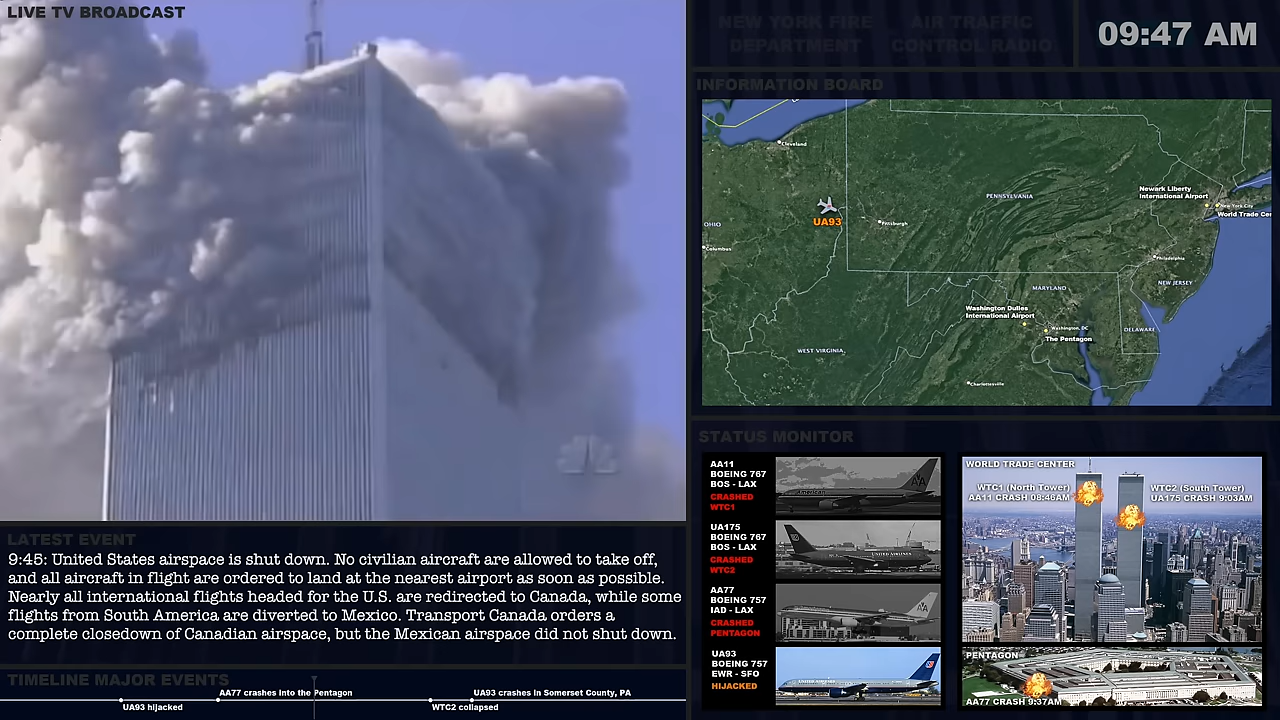 LIVE TV BROADCAST
NEW YORK FIRE
DEPARTMENT
AIR TRAFFIC
CONTROL RADIO
09:47 AM
INFORMATION BOARD
Cleveland
UA93
OHIO
Columbus
Pittsburgh
PENNSYLVANIA
Newark Liberty
International Airport
New York City
World Trade Cen
Philadelphia
NEW JERSEY
MARYLAND
Washington Dulles
International Airport
Washington, DC
The Pentagon
DELAWARE
WEST VIRGINIA
Charlottesville
STATUS MONITOR
AA11
BOEING 767
BOS - LAX
CRASHED
WTC1
American
UA175
BOEING 767
BOS - LAX
CRASHED
WTC2
UNITED AIRLINES
AA77
BOEING 757
IAD - LAX
CRASHED
PENTAGON
UA93
BOEING 757
EWR - SFO
HIJACKED
UNITED AIRLINES
WORLD TRADE CENTER
WTC1 (North Tower)
AA11 CRASH 08:46AM
WTC2 (South Tower)
UA175 CRASH 9:03AM
PENTAGON
AA77 CRASH 9:37AM
LATEST EVENT
9:45: United States airspace is shut down. No civilian aircraft are allowed to take off,
and all aircraft in flight are ordered to land at the nearest airport as soon as possible.
Nearly all international flights headed for the U.S. are redirected to Canada, while some
flights from South America are diverted to Mexico. Transport Canada orders a
complete closedown of Canadian airspace, but the Mexican airspace did not shut down.
TIMELINE MAJOR EVENTS
AA77 crashes into the Pentagon
UA93 crashes in Somerset County, PA
UA93 hijacked
WTC2 collapsed